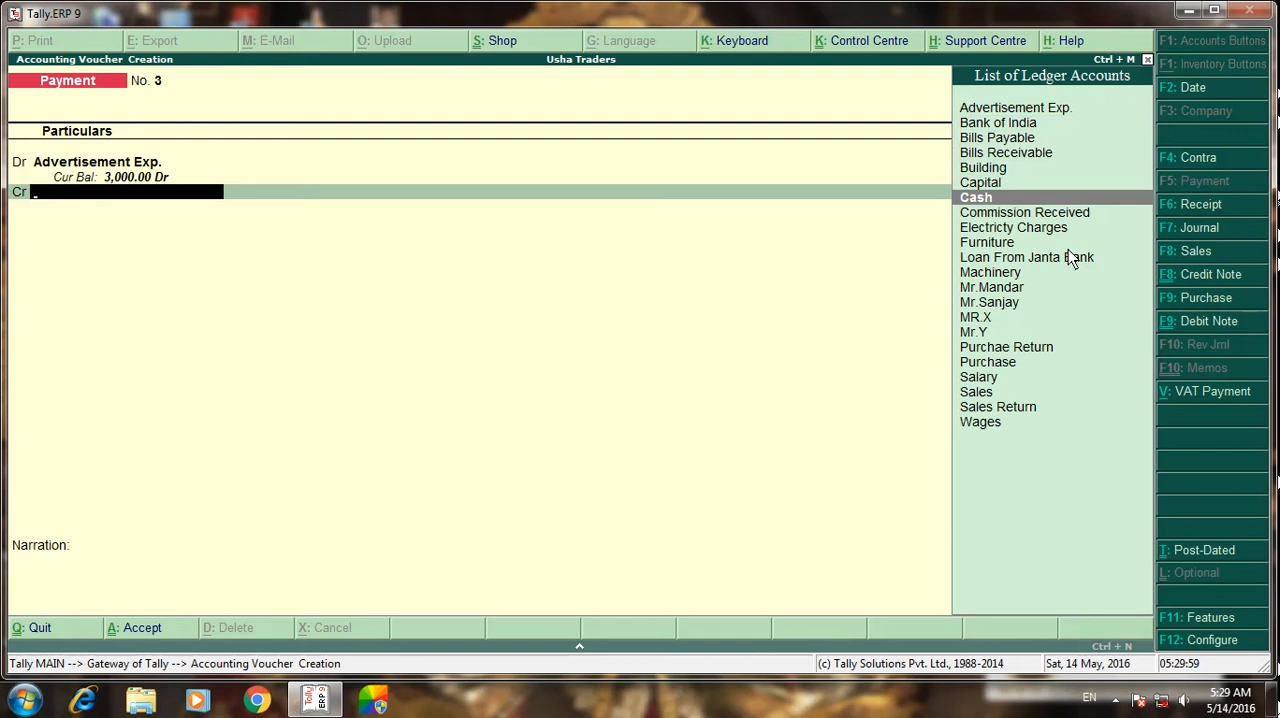 Tally.ERP 9
P: Print
E: Export
M: E-Mail
O: Upload
S: Shop
G: Language
K: Keyboard
K: Control Centre
H: Support Centre
H: Help
F1: Accounts Buttons
Accounting Voucher Creation
Usha Traders
Ctrl + M
F1: Inventory Buttons
Payment No. 3
List of Ledger Accounts
F2: Date
F3: Company
Particulars
Dr Advertisement Exp.
Cur Bal: 3,000.00 Dr
Cr
Advertisement Exp.
Bank of India
Bills Payable
Bills Receivable
Building
Capital
Cash
Commission Received
Electricty Charges
Furniture
Loan From Janta
Machinery
Mr.Mandar
Mr.Sanjay
MR.X
Mr.Y
Purchae Return
Purchase
Salary
Sales
Sales Return
Wages
F4: Contra
F5: Payment
F6: Receipt
F7: Journal
F8: Sales
F8: Credit Note
F9: Purchase
F9: Debit Note
F10: Rev Jrnl
F10: Memos
V: VAT Payment
T: Post-Dated
L: Optional
F11: Features
F12: Configure
Narration:
Q: Quit
A: Accept
D: Delete
X: Cancel
Ctrl + N
Tally MAIN --> Gateway of Tally --> Accounting Voucher Creation
(c) Tally Solutions Pvt. Ltd., 1988-2014
Sat, 14 May, 2016
05:29:59
Tally ERP 9
EN
5:29 AM
5/14/2016